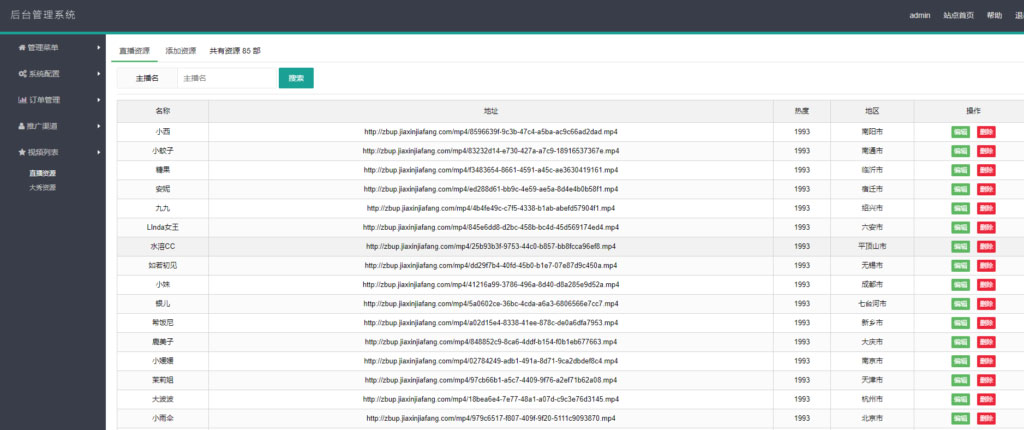 后台管理系统 admin 站点首页 帮助
管理菜单
系统配置
订单管理
推广渠道
视频列表
直播资源
大秀资源
直播资源 添加资源 共有资源 85 部
主播名 主播名 搜索
名称 地址 热度 地区 操作
小西 http://zbup.jiaxinjiafang.com/mp4/8596639f-9c3b-47c4-a5ba-ac9c66ad2dad.mp4 1993 南阳市 编辑 删除
小蚊子 http://zbup.jiaxinjiafang.com/mp4/83232d14-e730-427a-a7c9-18916537367e.mp4 1993 南通市 编辑 删除
糖果 http://zbup.jiaxinjiafang.com/mp4/f3483654-8661-4591-a45c-ae3630419161.mp4 1993 临沂市 编辑 删除
安妮 http://zbup.jiaxinjiafang.com/mp4/ed288d61-bb9c-4e59-ae5a-8d4e4b0b58f1.mp4 1993 宿迁市 编辑 删除
九九 http://zbup.jiaxinjiafang.com/mp4/4b4fe49c-c7f5-4338-b1ab-abefd57904f1.mp4 1993 绍兴市 编辑 删除
Linda女王 http://zbup.jiaxinjiafang.com/mp4/845e6dd8-d2bc-458b-bc4d-45d569174ed4.mp4 1993 六安市 编辑 删除
水溶CC http://zbup.jiaxinjiafang.com/mp4/25b93b3f-9753-44c0-b857-bb8fcca96ef8.mp4 1993 平顶山市 编辑 删除
如若初见 http://zbup.jiaxinjiafang.com/mp4/dd29f7b4-40fd-45b0-b1e7-07e87d9c450a.mp4 1993 无锡市 编辑 删除
小妹 http://zbup.jiaxinjiafang.com/mp4/41216a99-3786-496a-8d40-d8a285e9d52a.mp4 1993 成都市 编辑 删除
银儿 http://zbup.jiaxinjiafang.com/mp4/5a0602ce-36bc-4cda-a6a3-6806566e7cc7.mp4 1993 七台河市 编辑 删除
希饭尼 http://zbup.jiaxinjiafang.com/mp4/a02d15e4-8338-41ee-878c-de0a6dfa7953.mp4 1993 新乡市 编辑 删除
鹿美子 http://zbup.jiaxinjiafang.com/mp4/848852c9-8ca6-4ddf-b154-f0b1eb677663.mp4 1993 大庆市 编辑 删除
小媛媛 http://zbup.jiaxinjiafang.com/mp4/02784249-adb1-491a-8d71-9ca2dbdef8c4.mp4 1993 南京市 编辑 删除
茉莉姐 http://zbup.jiaxinjiafang.com/mp4/97cb66b1-a5c7-4409-9f76-a2ef71b62a08.mp4 1993 天津市 编辑 删除
大波波 http://zbup.jiaxinjiafang.com/mp4/18bea6e4-7e77-48a1-a07d-c9c3e76d3145.mp4 1993 杭州市 编辑 删除
小雨伞 http://zbup.jiaxinjiafang.com/mp4/979c6517-f807-409f-9f20-5111c9093870.mp4 1993 北京市 编辑 删除